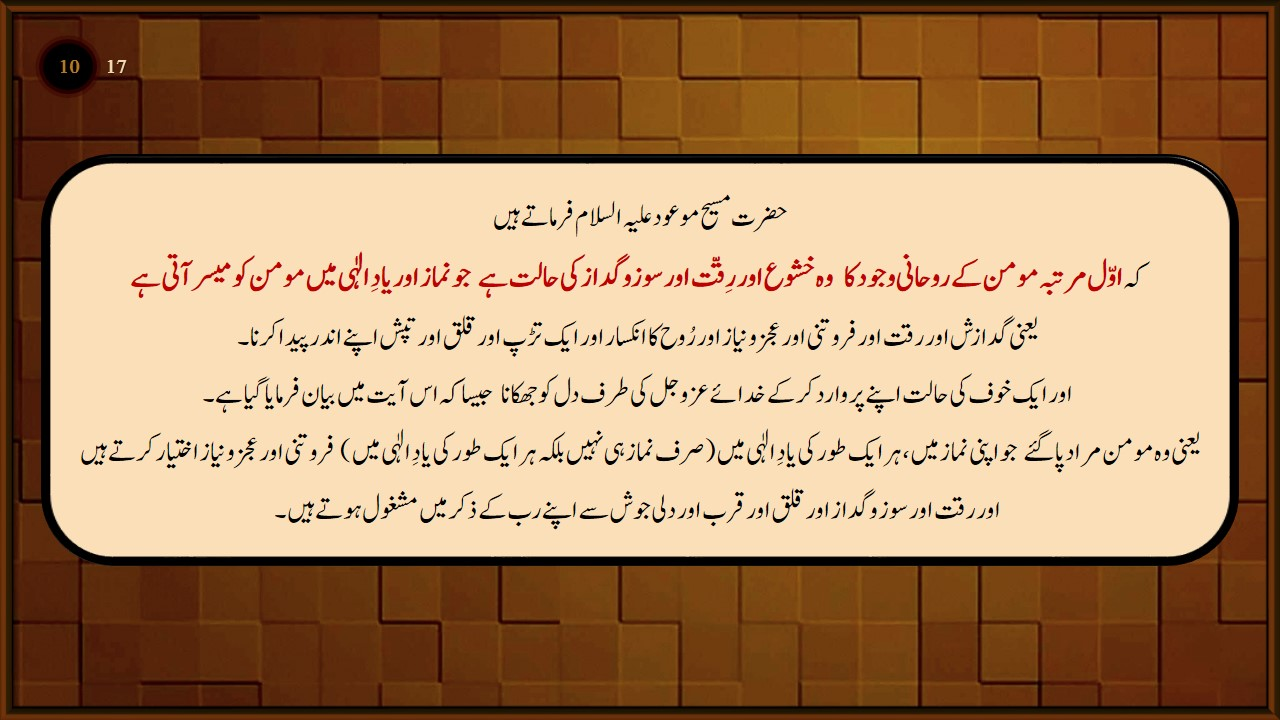 10 17
حضرت مسیح موعود علیہ السلام فرماتے ہیں
کہ اوّل مرتبہ مومن کے روحانی وجود کا وہ خشوع اور رِقّت اور سوز و گداز کی حالت ہے جو نماز اور یادِ الٰہی میں مومن کو میسر آتی ہے
یعنی گدازش اور رقت اور فروتنی اور عجز و نیاز اور رُوح کا انکسار اور ایک تڑپ اور قلق اور تپش اپنے اندر پیدا کرنا۔
اور ایک خوف کی حالت اپنے پر وارد کر کے خدائے عزوجل کی طرف دل کو جھکانا جیسا کہ اس آیت میں بیان فرمایا گیا ہے۔
یعنی وہ مومن مراد پا گئے جو اپنی نماز میں، ہر ایک طور کی یادِ الٰہی میں (صرف نماز ہی نہیں بلکہ ہر ایک طور کی یادِ الٰہی میں) فروتنی اور عجز و نیاز اختیار کرتے ہیں
اور رقت اور سوز و گداز اور قلق اور قرب اور دلی جوش سے اپنے رب کے ذکر میں مشغول ہوتے ہیں۔